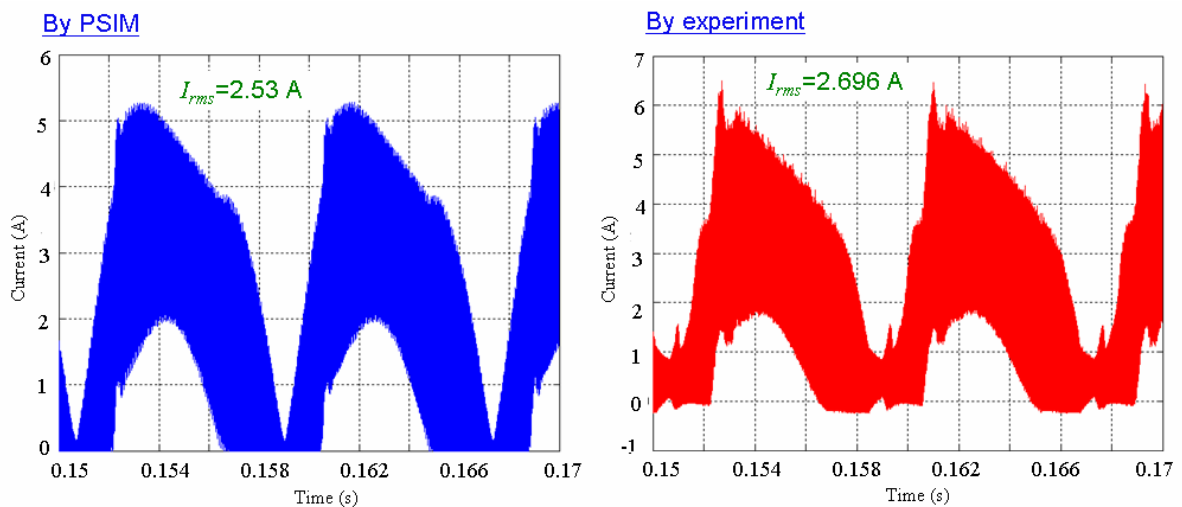 By PSIM
I_rms=2.53 A
6
5
4
3
2
1
0
Current (A)
0.15 0.154 0.158 0.162 0.166 0.17
Time (s)
By experiment
I_rms=2.696 A
7
6
5
4
3
2
1
0
-1
Current (A)
0.15 0.154 0.158 0.162 0.166 0.17
Time (s)